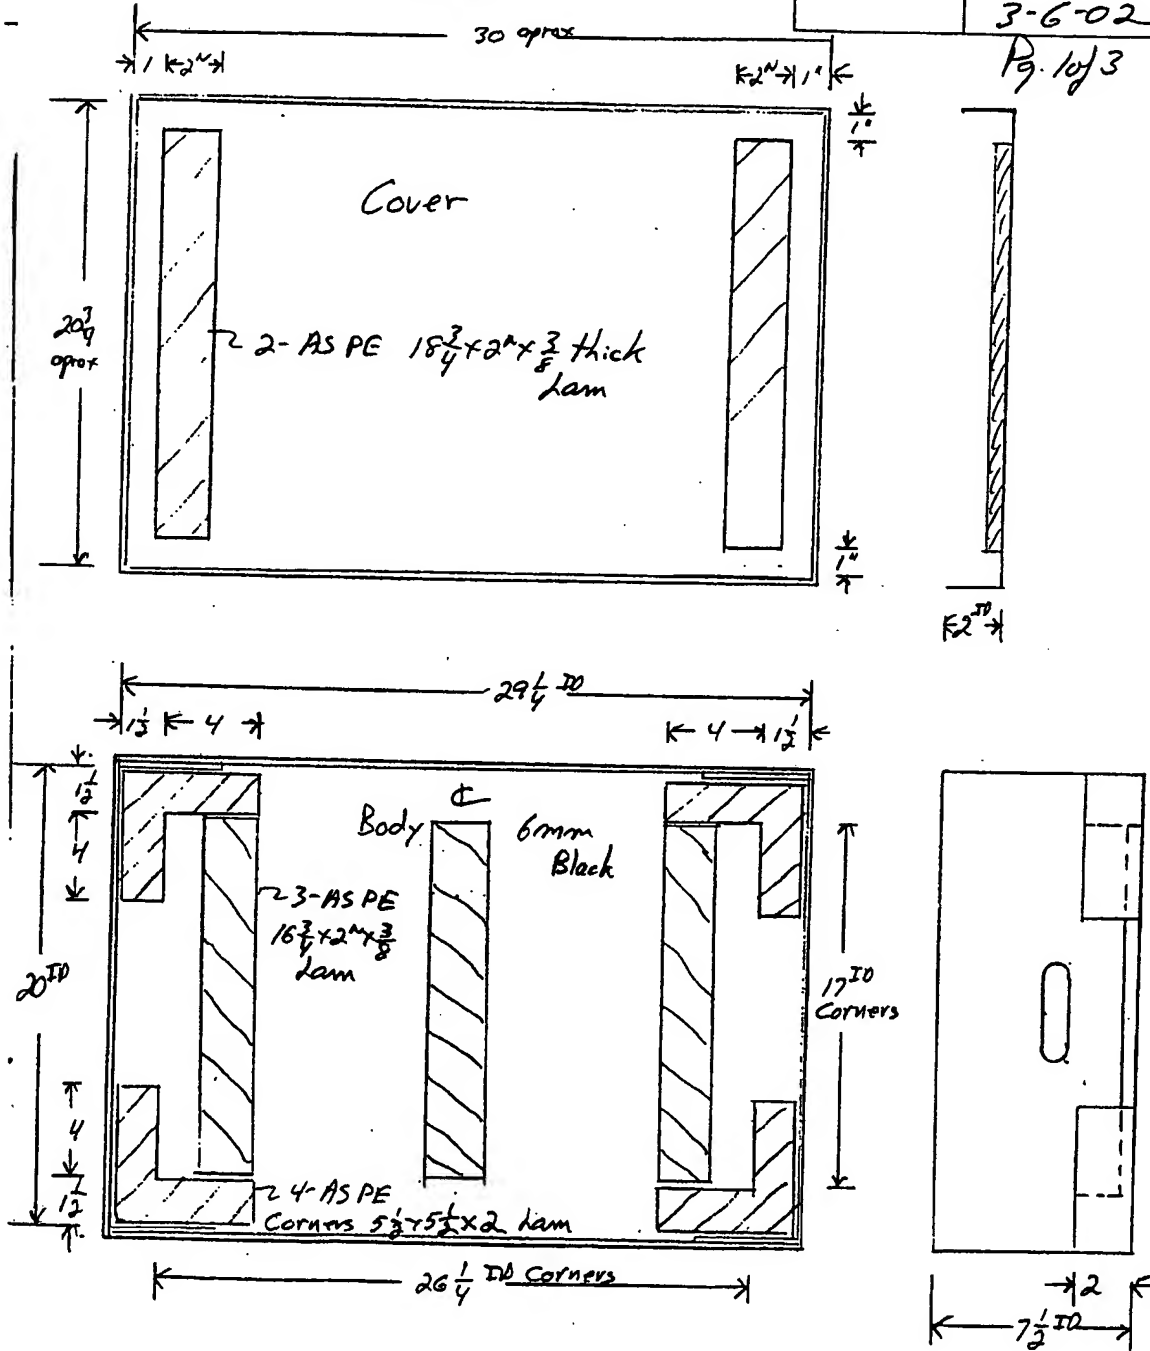 3-6-02
Pg. 1 of 3
30 aprox
1 2"
2" 1"
1"
Cover
20 3/4
aprox
2-AS PE 18 3/4 x 2" x 3/8 thick
Lam
1"
2 ID
29 1/4 ID
1 1/2 4
4 1 1/2
1 1/2
4
℄
Body 6mm
Black
3-AS PE
16 3/4 x 2" x 3/8
Lam
20 ID
17 ID
Corners
4
1 1/2
4-AS PE
Corners 5 1/2 x 5 1/2 x 2 Lam
26 1/4 ID Corners
2
7 1/2 ID